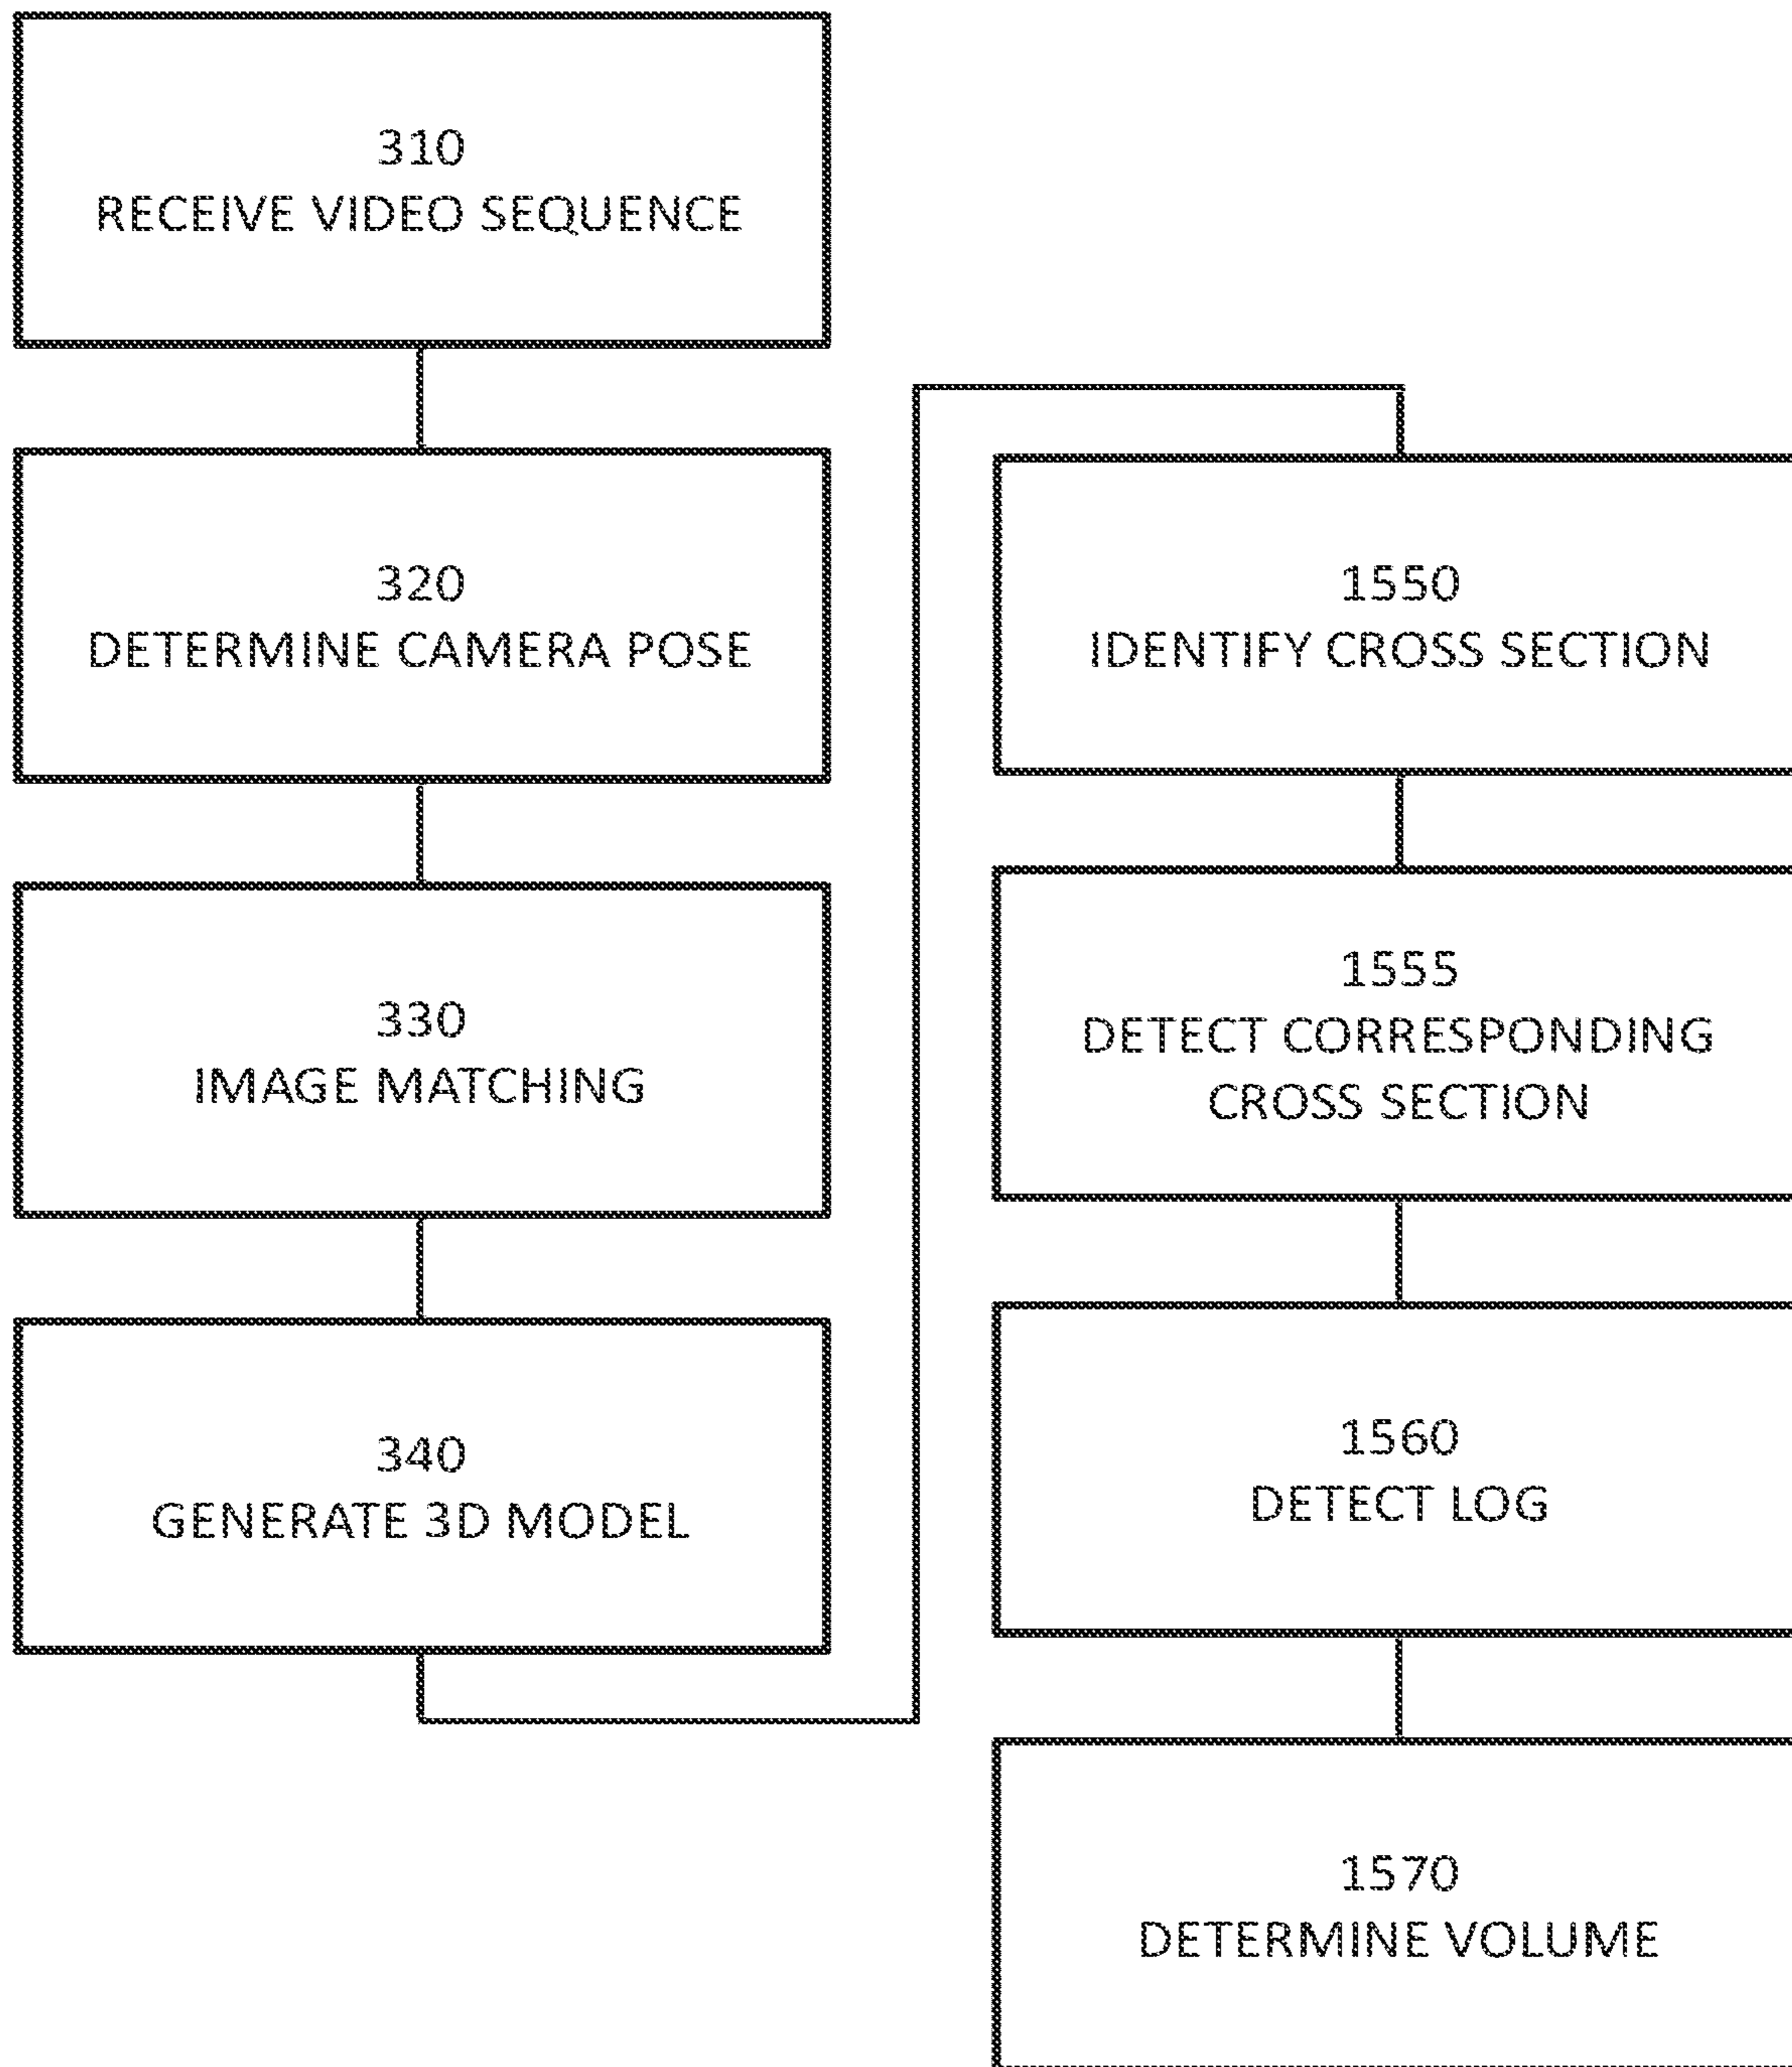 310
RECEIVE VIDEO SEQUENCE
320
DETERMINE CAMERA POSE
330
IMAGE MATCHING
340
GENERATE 3D MODEL
1550
IDENTIFY CROSS SECTION
1555
DETECT CORRESPONDING
CROSS SECTION
1560
DETECT LOG
1570
DETERMINE VOLUME